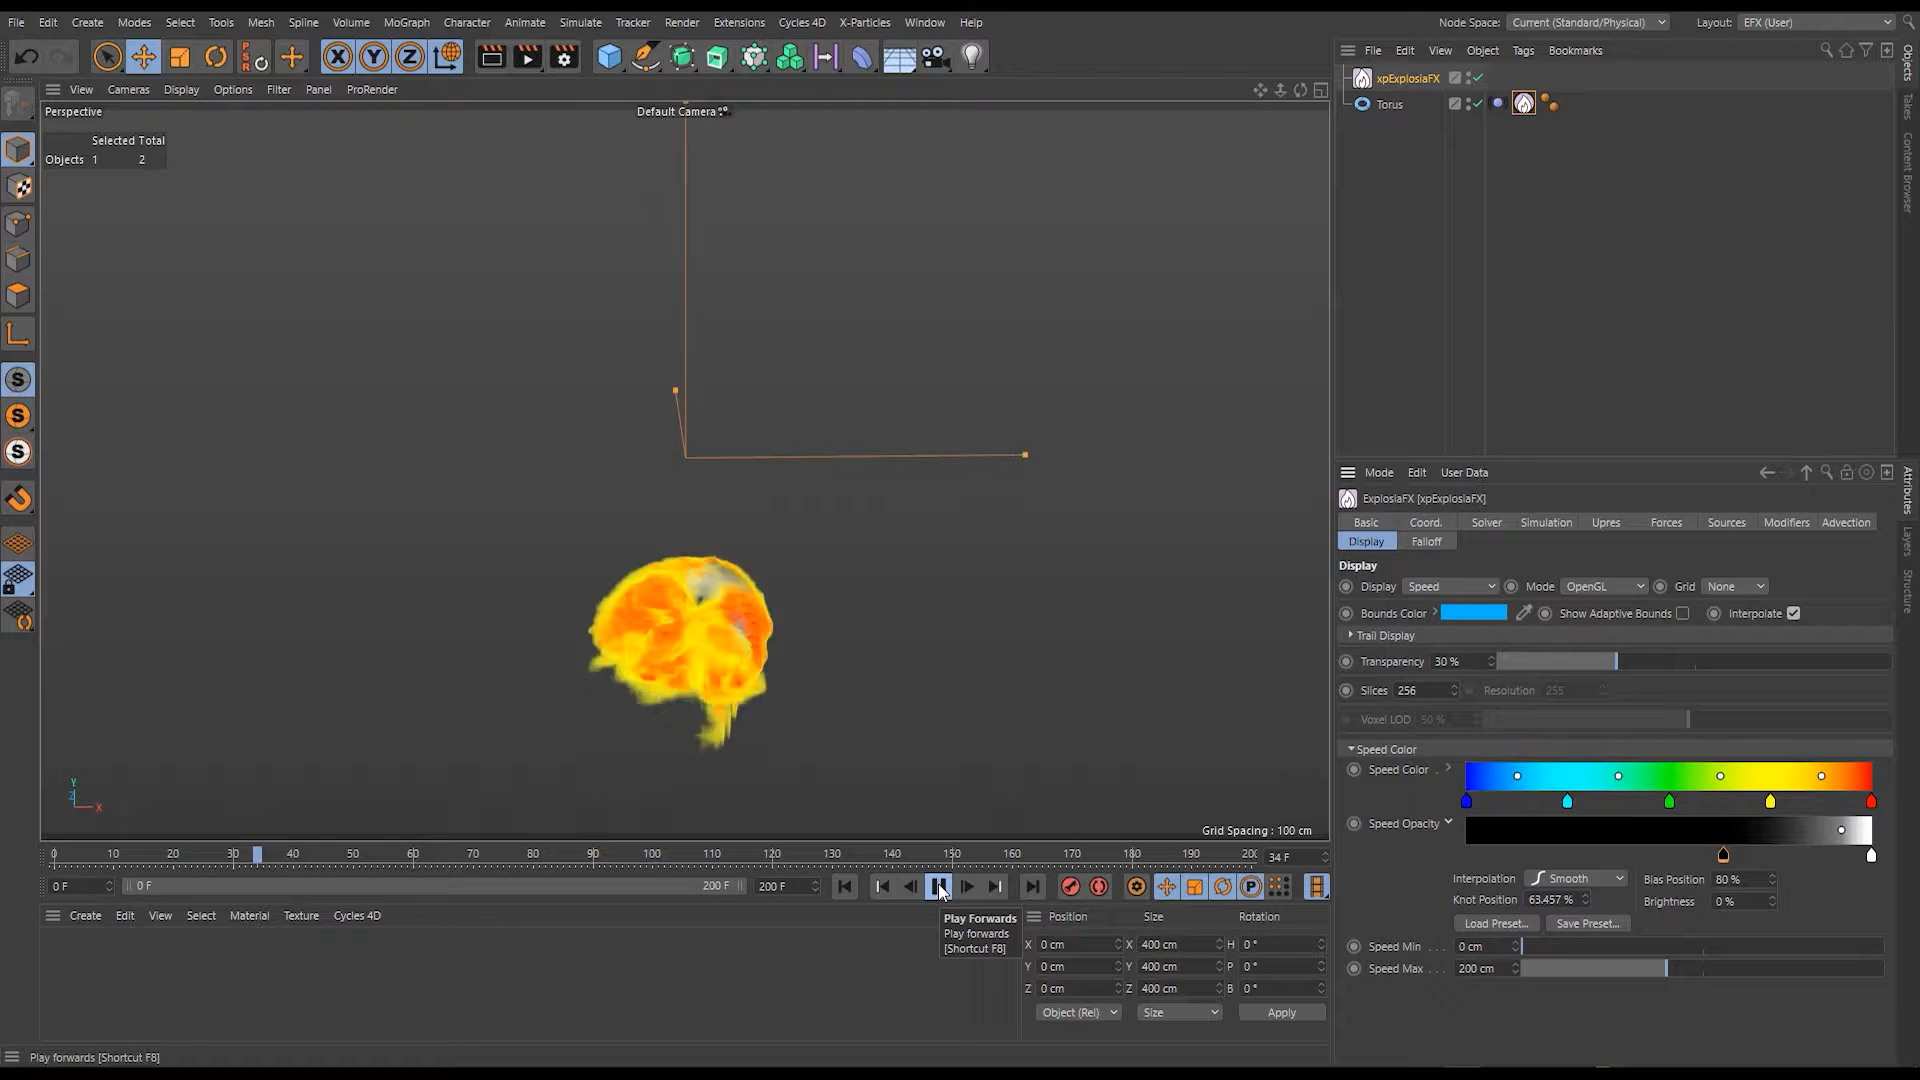 File Edit Create Modes Select Tools Mesh Spline Volume MoGraph Character Animate Simulate Tracker Render Extensions Cycles 4D X-Particles Window Help
Node Space: Current (Standard/Physical) Layout: EFX (User)
File Edit View Object Tags Bookmarks
xpExplosiaFX
Torus
Objects
Takes
Content Browser
View Cameras Display Options Filter Panel ProRender
Perspective
Default Camera
Selected Total
Objects 1 2
Y
Z
X
Grid Spacing : 100 cm
Mode Edit User Data
ExplosiaFX [xpExplosiaFX]
Basic Coord. Solver Simulation Upres Forces Sources Modifiers Advection
Display Falloff
Display
Display Speed Mode OpenGL Grid None
Bounds Color Show Adaptive Bounds Interpolate
Trail Display
Transparency 30 %
Slices 256 Resolution 255
Voxel LOD 50 %
Speed Color
Speed Color .
Speed Opacity
Interpolation Smooth Bias Position 80 %
Knot Position 63.457 % Brightness 0 %
Load Preset... Save Preset...
Speed Min . . . 0 cm
Speed Max . . . 200 cm
Attributes
Layers
Structure
0 10 20 30 40 50 60 70 80 90 100 110 120 130 140 150 160 170 180 190 20
34 F
0 F 0 F 200 F 200 F
Play Forwards
Play forwards
[Shortcut F8]
Create Edit View Select Material Texture Cycles 4D
Position Size Rotation
X 0 cm X 400 cm H 0 °
Y 0 cm Y 400 cm P 0 °
Z 0 cm Z 400 cm B 0 °
Object (Rel) Size Apply
Play forwards [Shortcut F8]